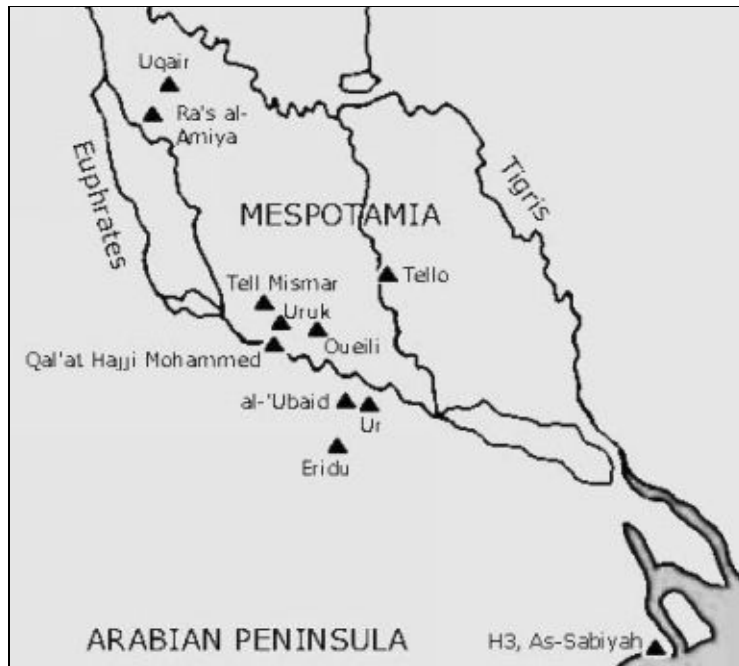 Uqair
Ra's al-
Amiya
Euphrates
Tigris
MESPOTAMIA
Tell Mismar
Tello
Uruk
Oueili
Qal'at Hajji Mohammed
al-'Ubaid
Ur
Eridu
ARABIAN PENINSULA
H3, As-Sabiyah